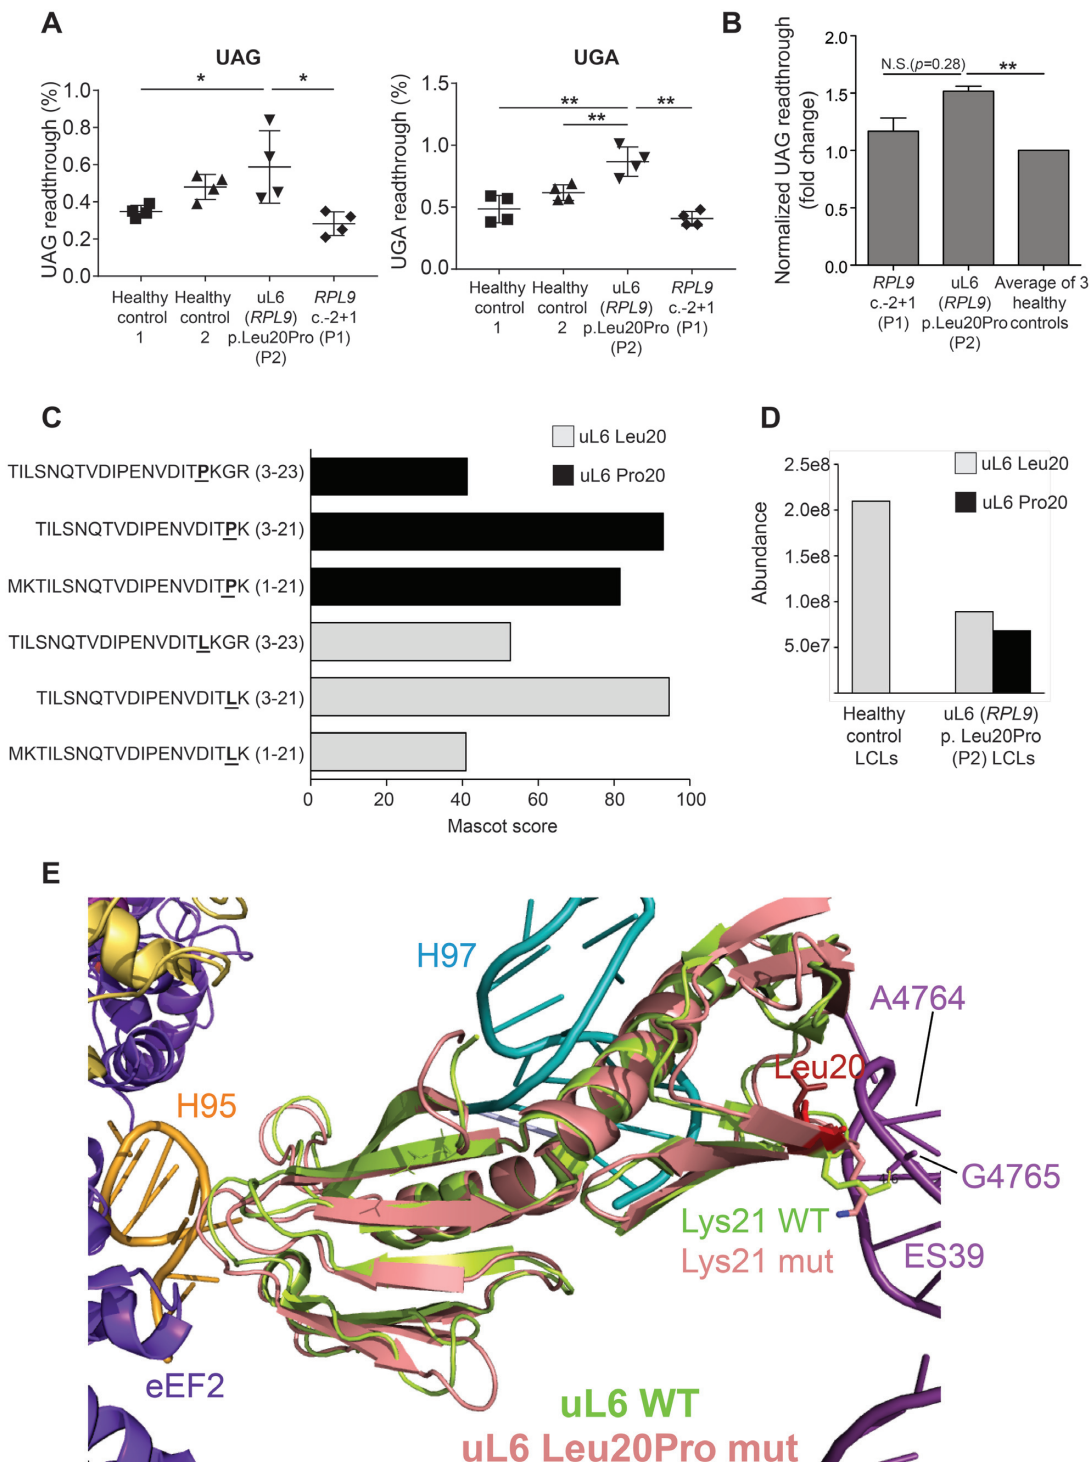 A
B
UAG
UGA
*
*
**
**
**
N.S.(p=0.28)
**
UAG readthrough (%)
1.0
0.8
0.6
0.4
0.2
0.0
Healthy control 1
Healthy control 2
uL6 (RPL9) p.Leu20Pro (P2)
RPL9 c.-2+1 (P1)
UGA readthrough (%)
1.5
1.0
0.5
0.0
Healthy control 1
Healthy control 2
uL6 (RPL9) p.Leu20Pro (P2)
RPL9 c.-2+1 (P1)
Normalized UAG readthrough (fold change)
2.0
1.5
1.0
0.5
0.0
RPL9 c.-2+1 (P1)
uL6 (RPL9) p.Leu20Pro (P2)
Average of 3 healthy controls
C
uL6 Leu20
uL6 Pro20
TILSNQTVDIPENVDITPKGR (3-23)
TILSNQTVDIPENVDITPK (3-21)
MKTILSNQTVDIPENVDITPK (1-21)
TILSNQTVDIPENVDITLKGR (3-23)
TILSNQTVDIPENVDITLK (3-21)
MKTILSNQTVDIPENVDITLK (1-21)
0 20 40 60 80 100
Mascot score
D
uL6 Leu20
uL6 Pro20
Abundance
2.5e8
2.0e8
1.5e8
1.0e8
5.0e7
Healthy control LCLs
uL6 (RPL9) p. Leu20Pro (P2) LCLs
E
H97
A4764
Leu20
H95
G4765
Lys21 WT
Lys21 mut
ES39
eEF2
uL6 WT
uL6 Leu20Pro mut